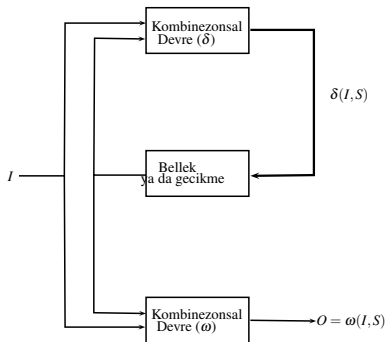 Kombinezonsal
Devre (δ)
δ(I,S)
Bellek
ya da gecikme
I
Kombinezonsal
Devre (ω)
O = ω(I,S)